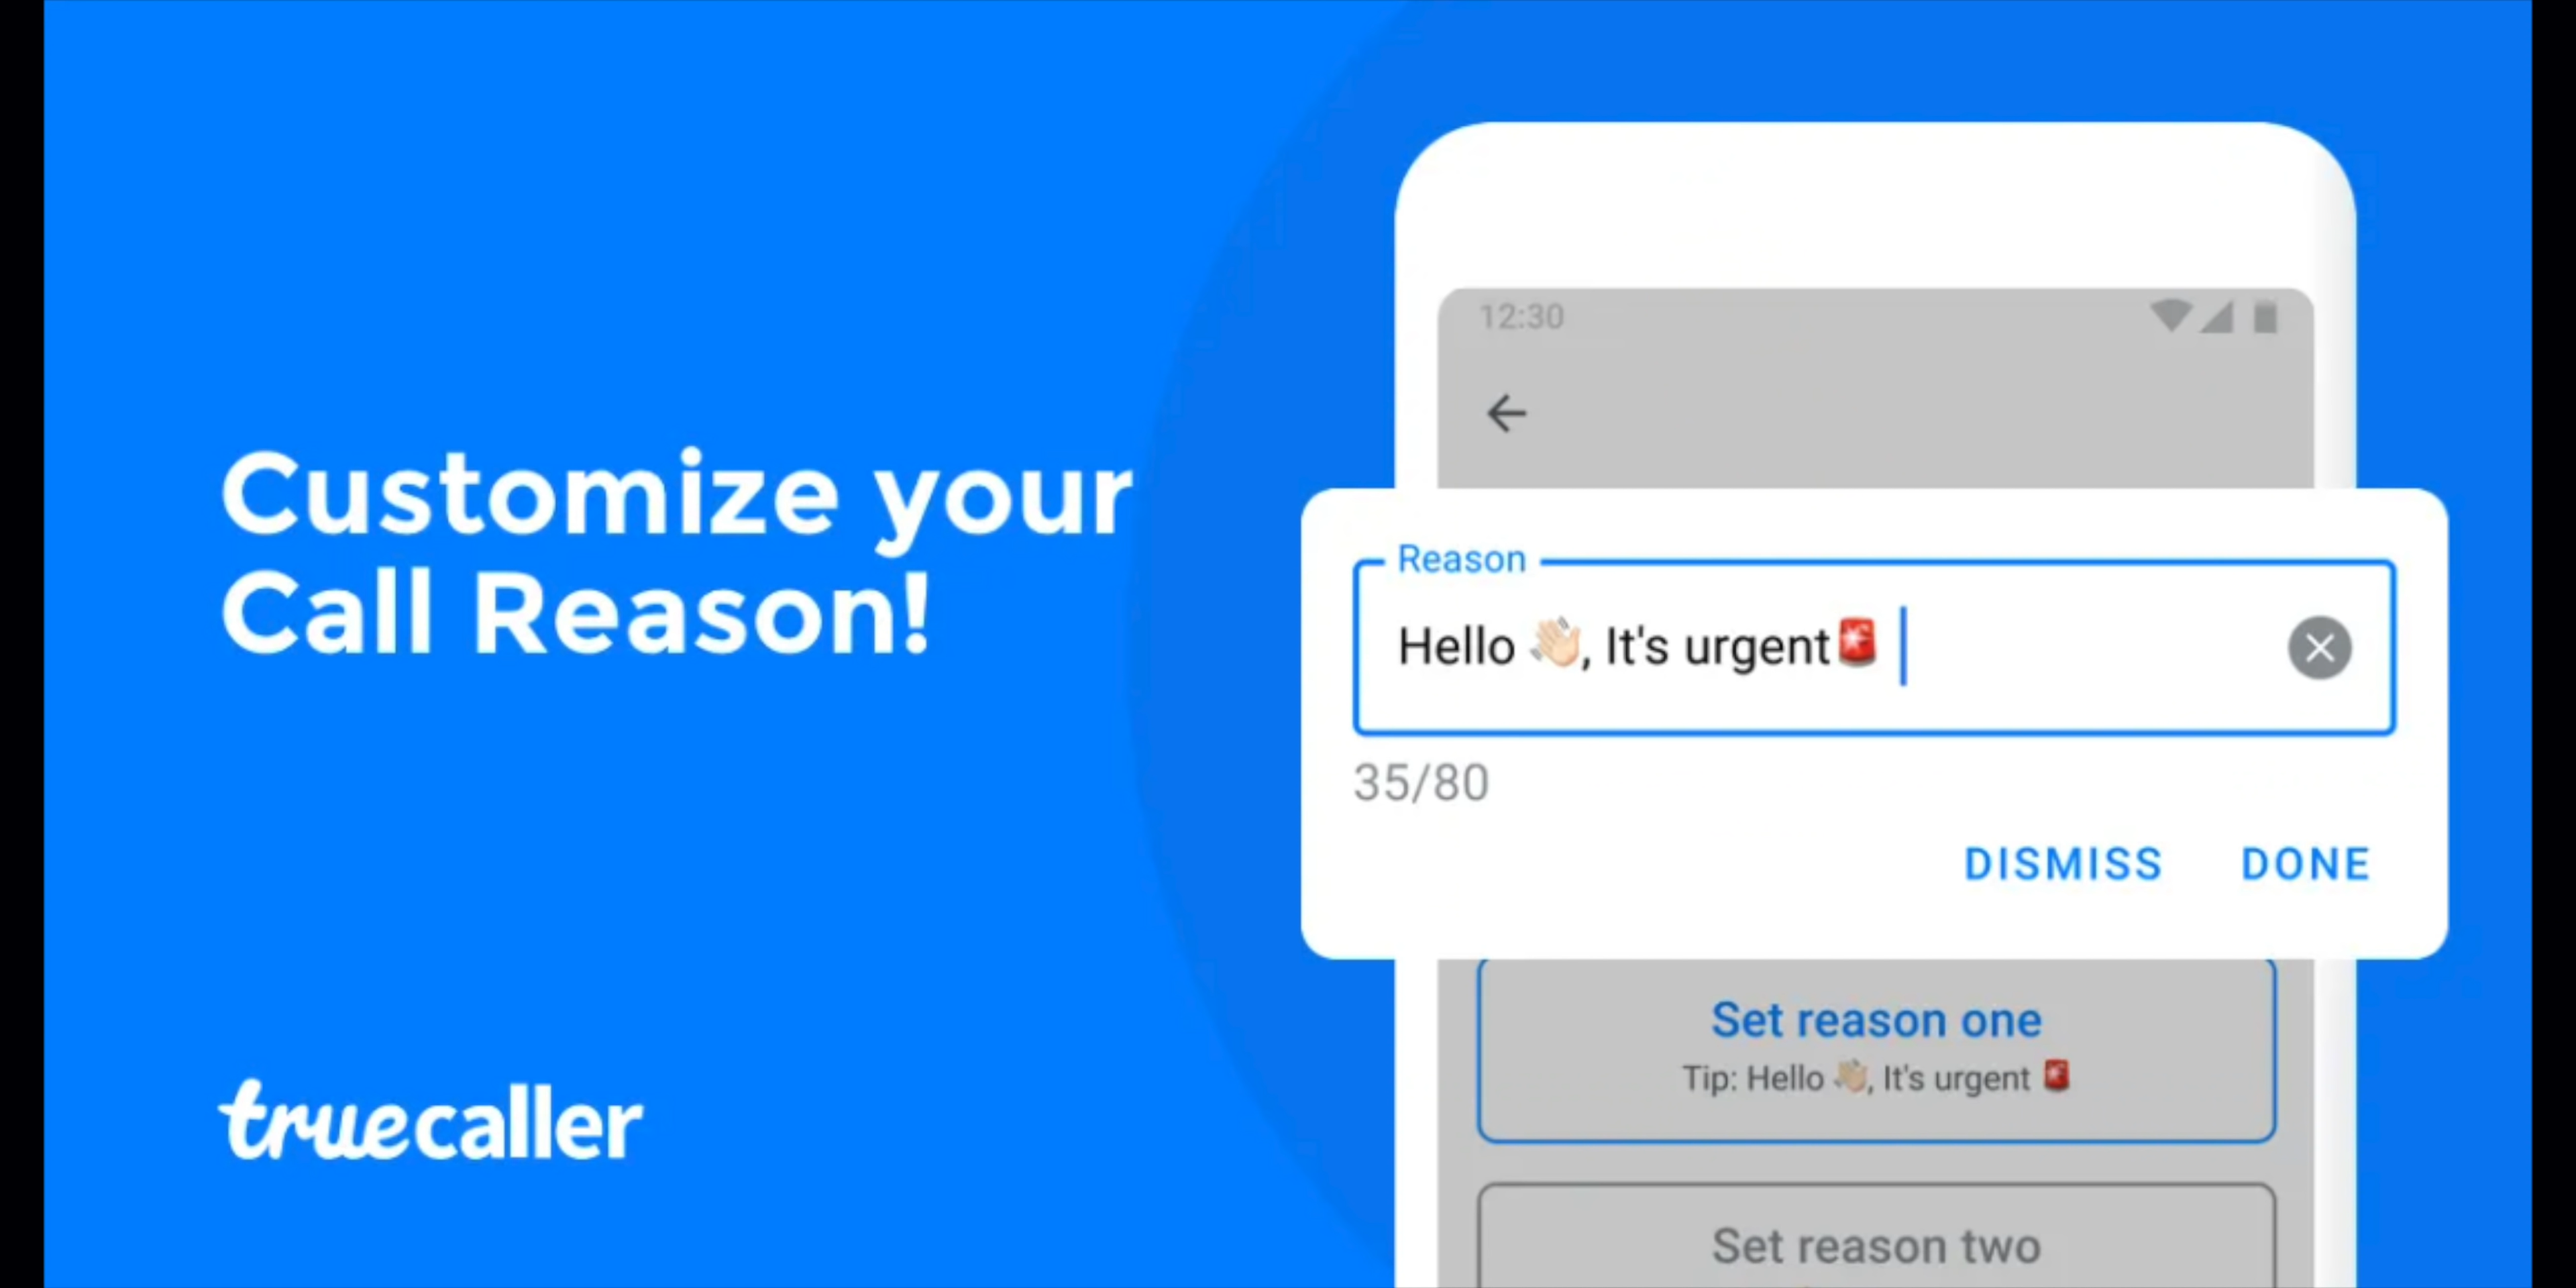 Customize your
Call Reason!
truecaller
12:30
Reason
Hello 👋🏻, It's urgent🚨
35/80
DISMISS DONE
Set reason one
Tip: Hello 👋🏼, It's urgent 🚨
Set reason two